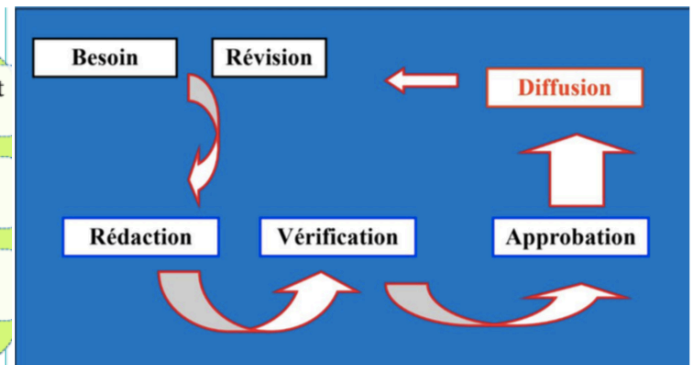 Besoin
Révision
Diffusion
Rédaction
Vérification
Approbation